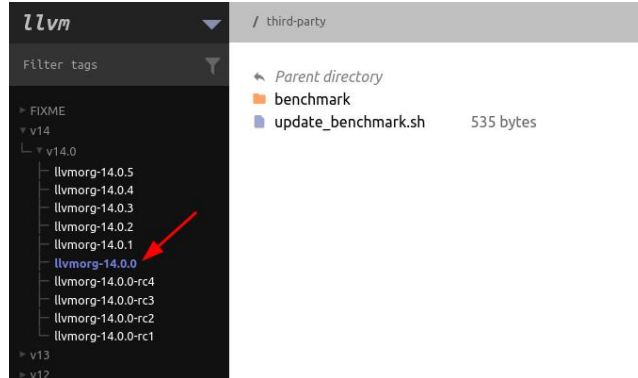 llvm
Filter tags
FIXME
v14
v14.0
llvmorg-14.0.5
llvmorg-14.0.4
llvmorg-14.0.3
llvmorg-14.0.2
llvmorg-14.0.1
llvmorg-14.0.0
llvmorg-14.0.0-rc4
llvmorg-14.0.0-rc3
llvmorg-14.0.0-rc2
llvmorg-14.0.0-rc1
v13
v12
/ third-party
Parent directory
benchmark
update_benchmark.sh 535 bytes